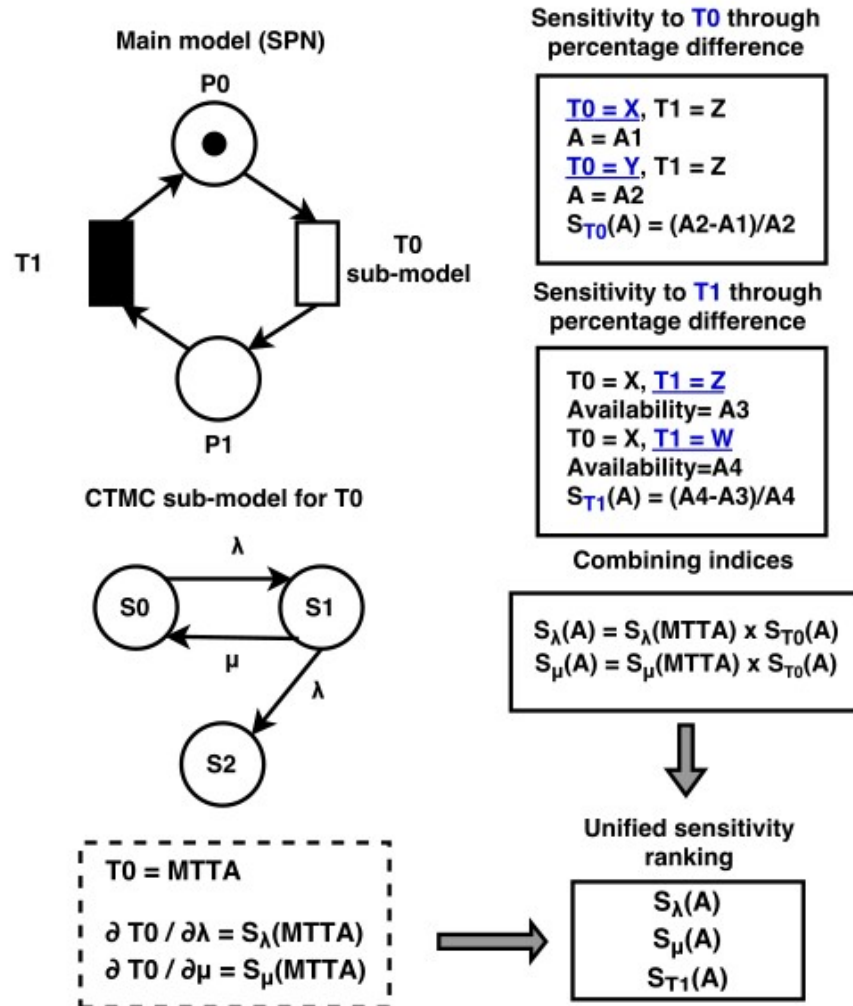 Main model (SPN)
P0
T1
T0
sub-model
P1
CTMC sub-model for T0
λ
S0
S1
μ
λ
S2
T0 = MTTA
∂ T0 / ∂λ = Sλ(MTTA)
∂ T0 / ∂μ = Sμ(MTTA)
Sensitivity to T0 through
percentage difference
T0 = X, T1 = Z
A = A1
T0 = Y, T1 = Z
A = A2
ST0(A) = (A2-A1)/A2
Sensitivity to T1 through
percentage difference
T0 = X, T1 = Z
Availability= A3
T0 = X, T1 = W
Availability=A4
ST1(A) = (A4-A3)/A4
Combining indices
Sλ(A) = Sλ(MTTA) x ST0(A)
Sμ(A) = Sμ(MTTA) x ST0(A)
Unified sensitivity
ranking
Sλ(A)
Sμ(A)
ST1(A)